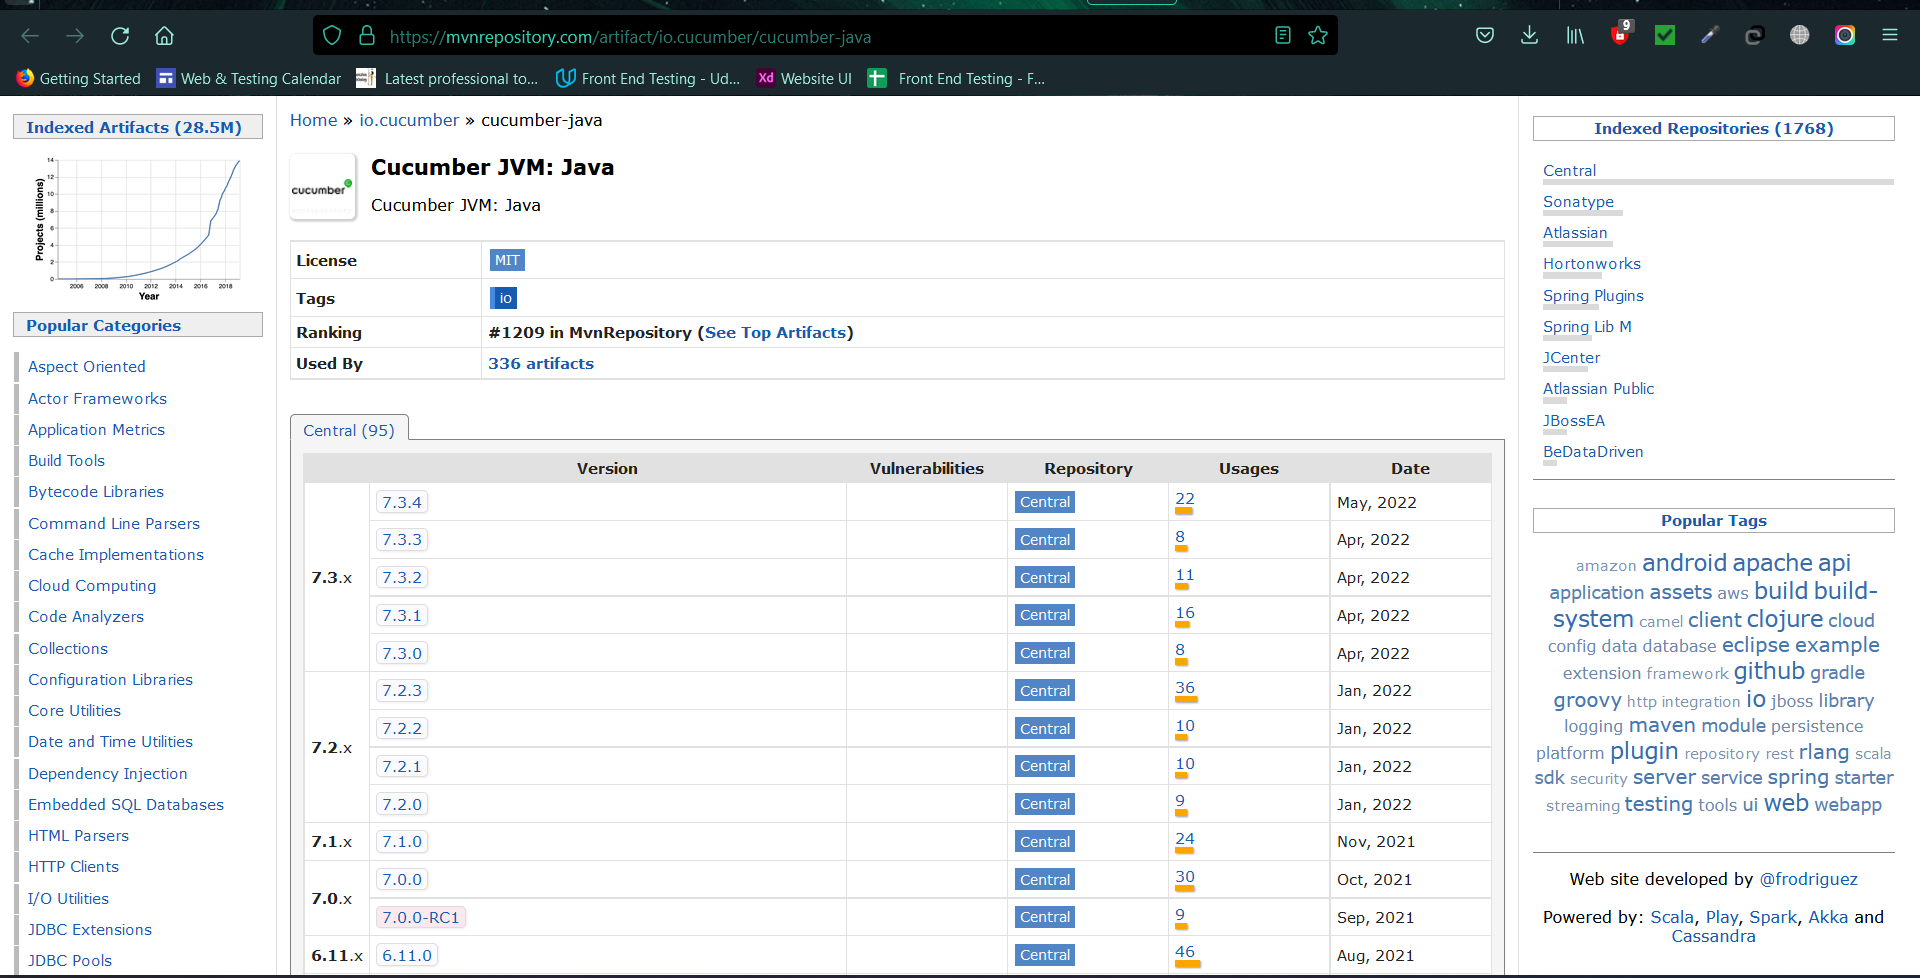 https://mvnrepository.com/artifact/io.cucumber/cucumber-java
9
Getting Started
Web & Testing Calendar
Latest professional to...
Front End Testing - Ud...
Xd Website UI
Front End Testing - F...
Indexed Artifacts (28.5M)
Projects (millions)
14
12
10
8
6
4
2
0
2006 2008 2010 2012 2014 2016 2018
Year
Popular Categories
Aspect Oriented
Actor Frameworks
Application Metrics
Build Tools
Bytecode Libraries
Command Line Parsers
Cache Implementations
Cloud Computing
Code Analyzers
Collections
Configuration Libraries
Core Utilities
Date and Time Utilities
Dependency Injection
Embedded SQL Databases
HTML Parsers
HTTP Clients
I/O Utilities
JDBC Extensions
JDBC Pools
Home » io.cucumber » cucumber-java
cucumber
Cucumber JVM: Java
Cucumber JVM: Java
License MIT
Tags io
Ranking #1209 in MvnRepository (See Top Artifacts)
Used By 336 artifacts
Central (95)
Version Vulnerabilities Repository Usages Date
7.3.x
7.3.4 Central 22 May, 2022
7.3.3 Central 8 Apr, 2022
7.3.2 Central 11 Apr, 2022
7.3.1 Central 16 Apr, 2022
7.3.0 Central 8 Apr, 2022
7.2.x
7.2.3 Central 36 Jan, 2022
7.2.2 Central 10 Jan, 2022
7.2.1 Central 10 Jan, 2022
7.2.0 Central 9 Jan, 2022
7.1.x 7.1.0 Central 24 Nov, 2021
7.0.x
7.0.0 Central 30 Oct, 2021
7.0.0-RC1 Central 9 Sep, 2021
6.11.x 6.11.0 Central 46 Aug, 2021
Indexed Repositories (1768)
Central
Sonatype
Atlassian
Hortonworks
Spring Plugins
Spring Lib M
JCenter
Atlassian Public
JBossEA
BeDataDriven
Popular Tags
amazon android apache api
application assets aws build build-
system camel client clojure cloud
config data database eclipse example
extension framework github gradle
groovy http integration io jboss library
logging maven module persistence
platform plugin repository rest rlang scala
sdk security server service spring starter
streaming testing tools ui web webapp
Web site developed by @frodriguez
Powered by: Scala, Play, Spark, Akka and
Cassandra